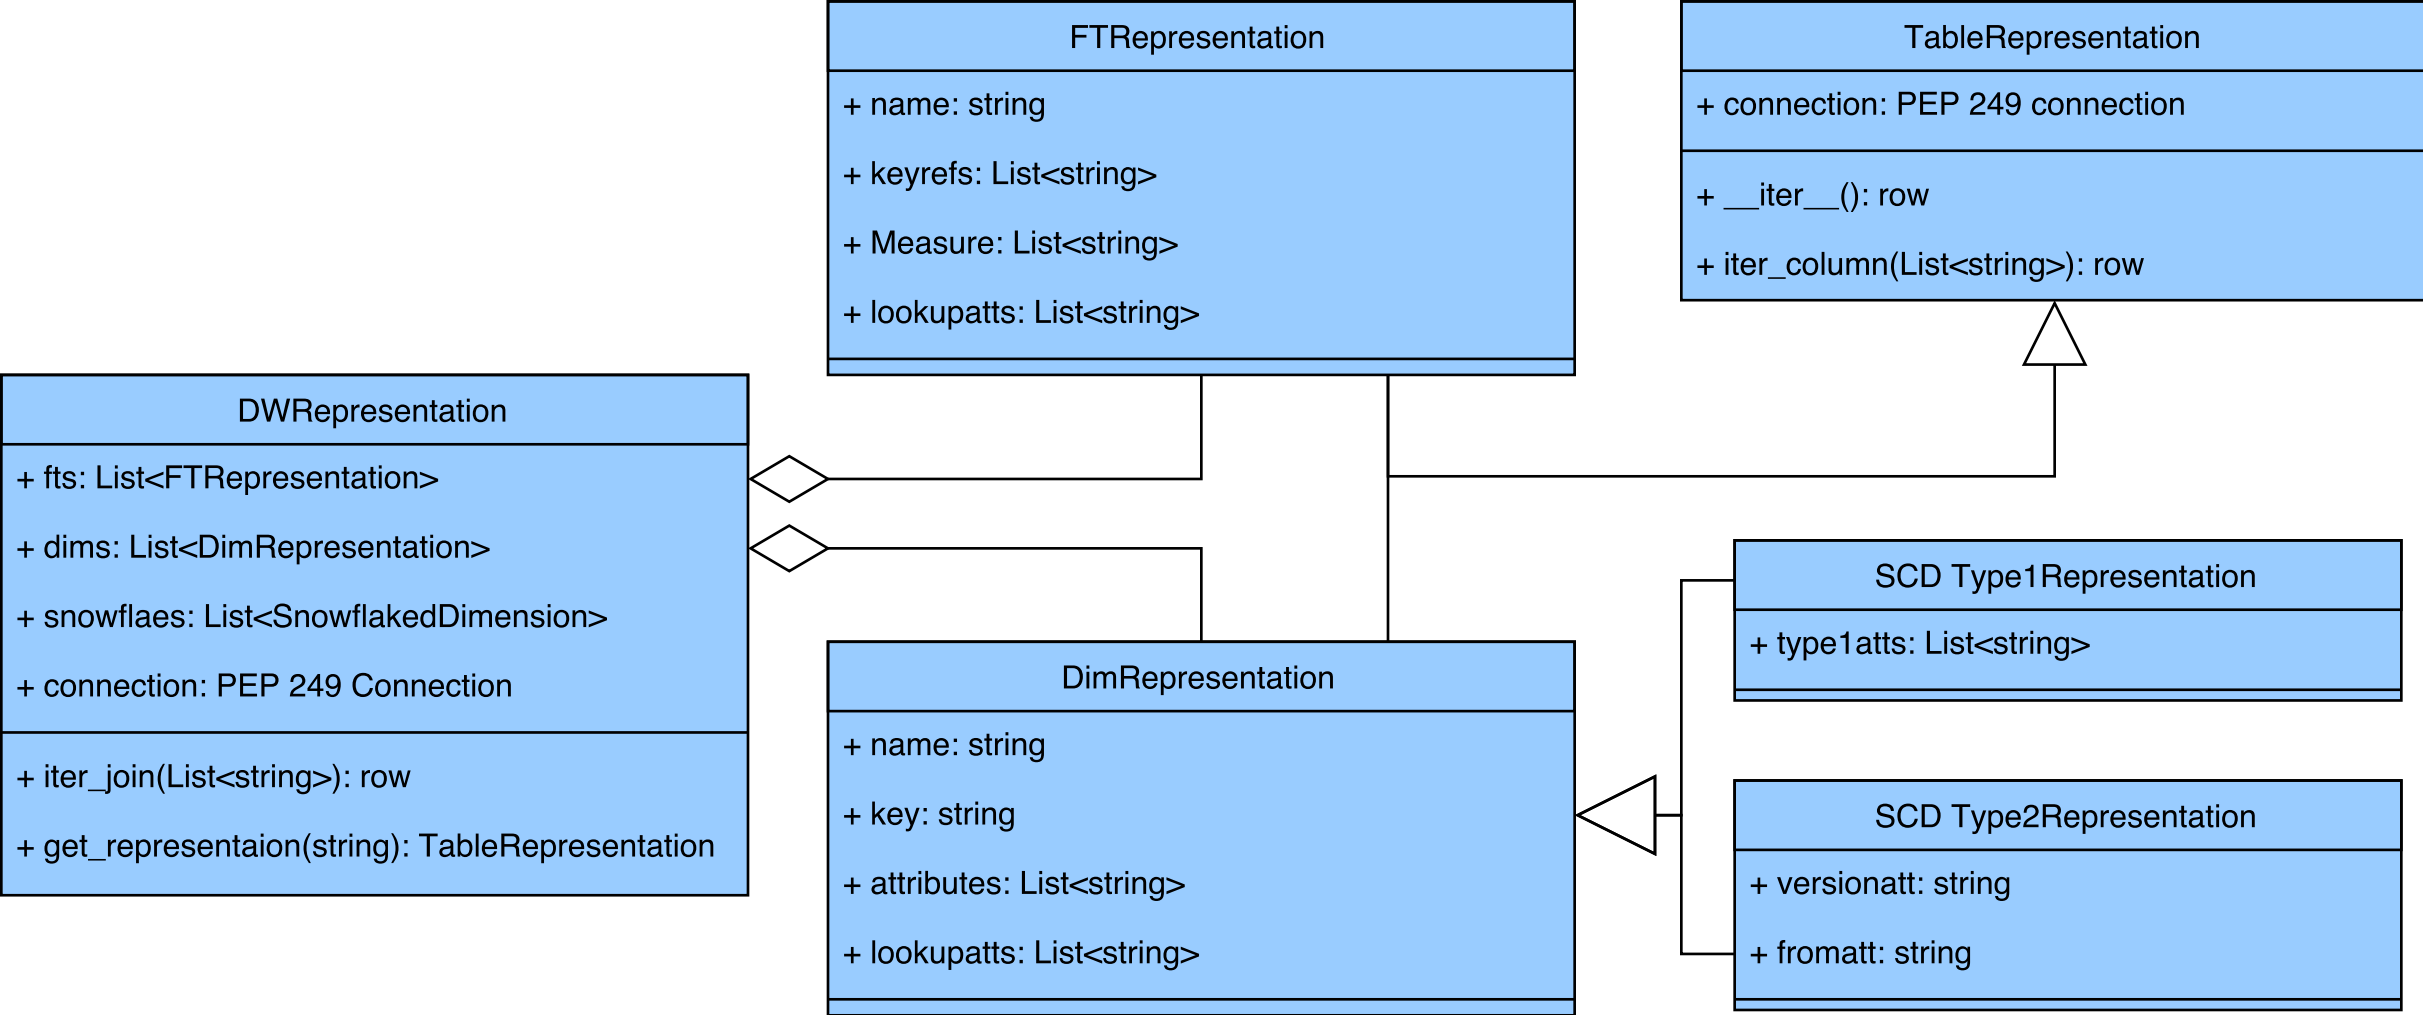 FTRepresentation
+ name: string
+ keyrefs: List<string>
+ Measure: List<string>
+ lookupatts: List<string>
TableRepresentation
+ connection: PEP 249 connection
+ __iter__(): row
+ iter_column(List<string>): row
DWRepresentation
+ fts: List<FTRepresentation>
+ dims: List<DimRepresentation>
+ snowflaes: List<SnowflakedDimension>
+ connection: PEP 249 Connection
+ iter_join(List<string>): row
+ get_representaion(string): TableRepresentation
DimRepresentation
+ name: string
+ key: string
+ attributes: List<string>
+ lookupatts: List<string>
SCD Type1Representation
+ type1atts: List<string>
SCD Type2Representation
+ versionatt: string
+ fromatt: string